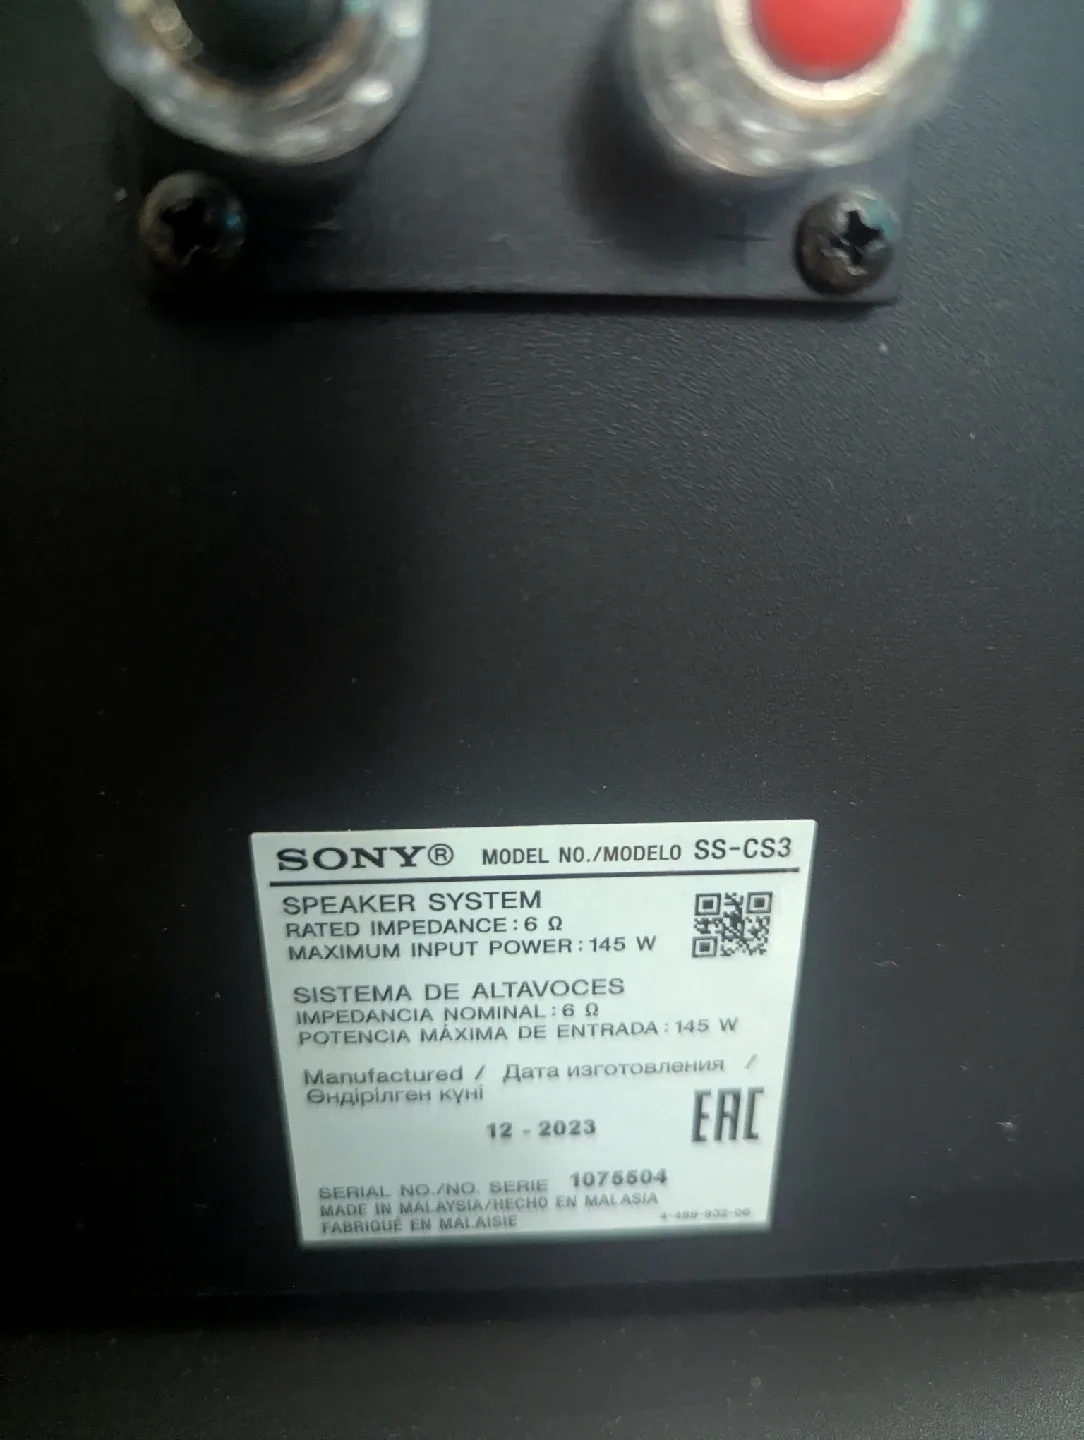 SONY® MODEL NO./MODELO SS-CS3
SPEAKER SYSTEM
RATED IMPEDANCE : 6 Ω
MAXIMUM INPUT POWER : 145 W
SISTEMA DE ALTAVOCES
IMPEDANCIA NOMINAL : 6 Ω
POTENCIA MÁXIMA DE ENTRADA : 145 W
Manufactured / Дата изготовления /
Өндірілген күні
EAC
12 - 2023
SERIAL NO./NO. SERIE 1075504
MADE IN MALAYSIA/HECHO EN MALASIA
FABRIQUÉ EN MALAISIE